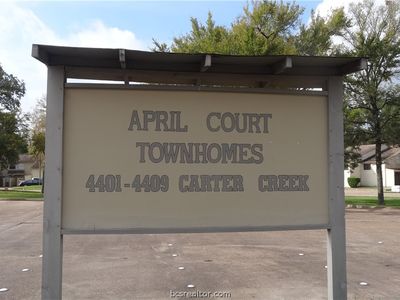 APRIL COURT
TOWNHOMES
4401-4409 CARTER CREEK
bcsrealtor.com